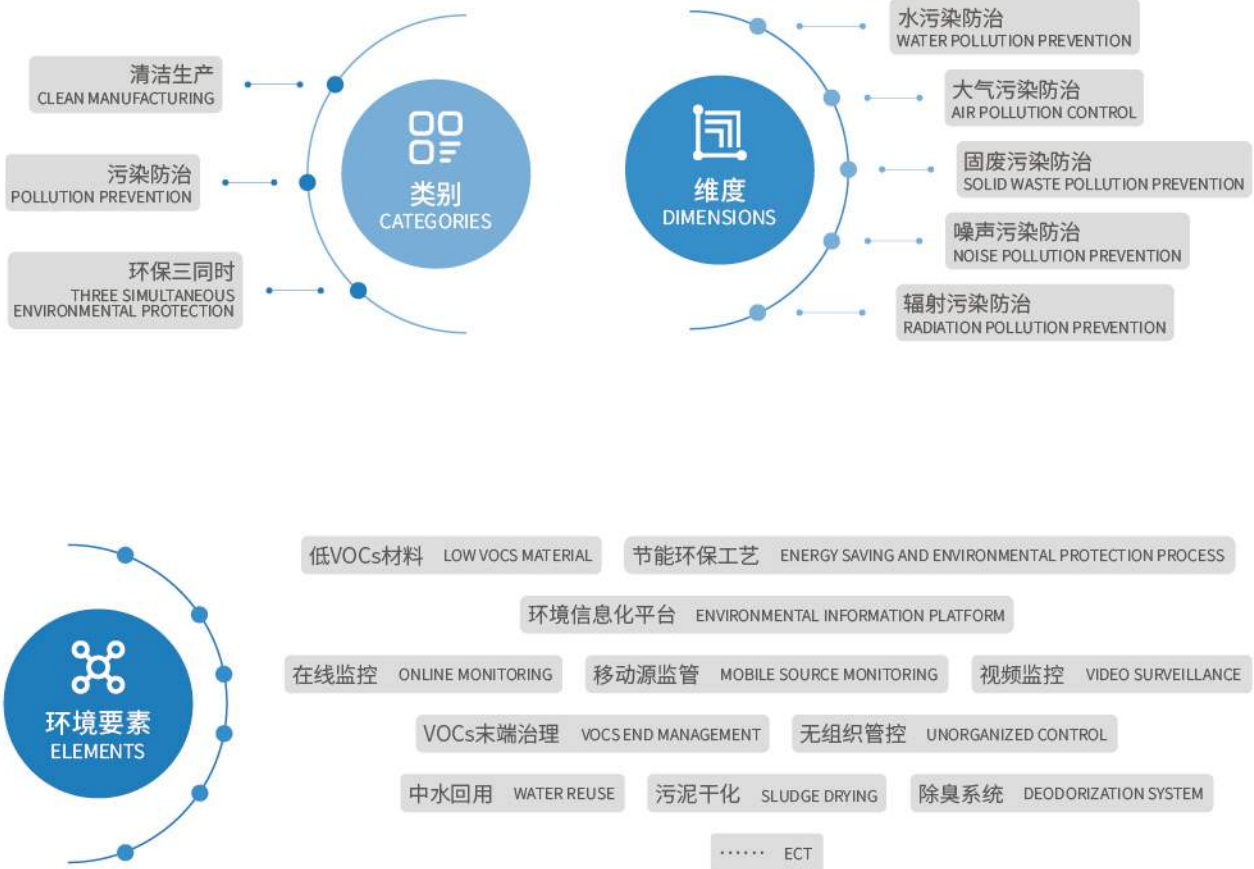 清洁生产
CLEAN MANUFACTURING
污染防治
POLLUTION PREVENTION
环保三同时
THREE SIMULTANEOUS
ENVIRONMENTAL PROTECTION
类别
CATEGORIES
维度
DIMENSIONS
水污染防治
WATER POLLUTION PREVENTION
大气污染防治
AIR POLLUTION CONTROL
固废污染防治
SOLID WASTE POLLUTION PREVENTION
噪声污染防治
NOISE POLLUTION PREVENTION
辐射污染防治
RADIATION POLLUTION PREVENTION
环境要素
ELEMENTS
低VOCs材料 LOW VOCS MATERIAL 节能环保工艺 ENERGY SAVING AND ENVIRONMENTAL PROTECTION PROCESS
环境信息化平台 ENVIRONMENTAL INFORMATION PLATFORM
在线监控 ONLINE MONITORING 移动源监管 MOBILE SOURCE MONITORING 视频监控 VIDEO SURVEILLANCE
VOCs末端治理 VOCS END MANAGEMENT 无组织管控 UNORGANIZED CONTROL
中水回用 WATER REUSE 污泥干化 SLUDGE DRYING 除臭系统 DEODORIZATION SYSTEM
…… ECT